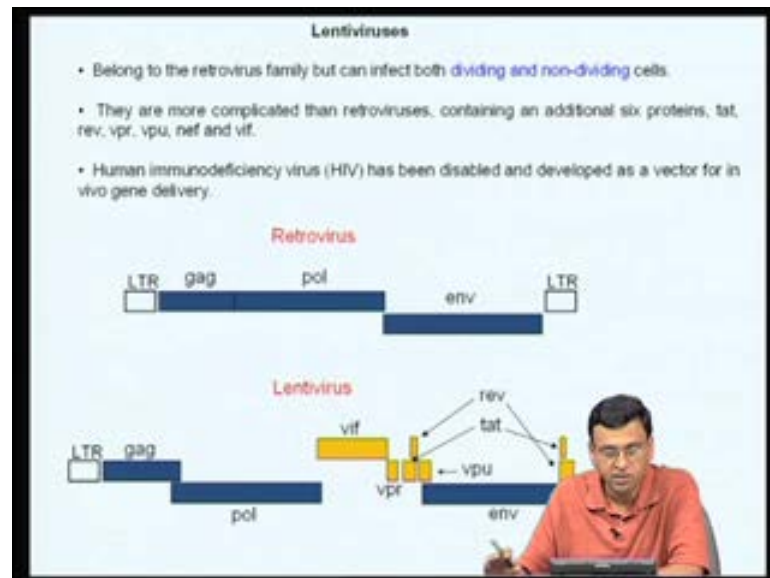 Lentiviruses
• Belong to the retrovirus family but can infect both dividing and non-dividing cells.
• They are more complicated than retroviruses, containing an additional six proteins, tat,
rev, vpr, vpu, nef and vif.
• Human immunodeficiency virus (HIV) has been disabled and developed as a vector for in
vivo gene delivery.
Retrovirus
LTR gag pol env LTR
Lentivirus
rev
vif tat
LTR gag vpu
vpr
pol env